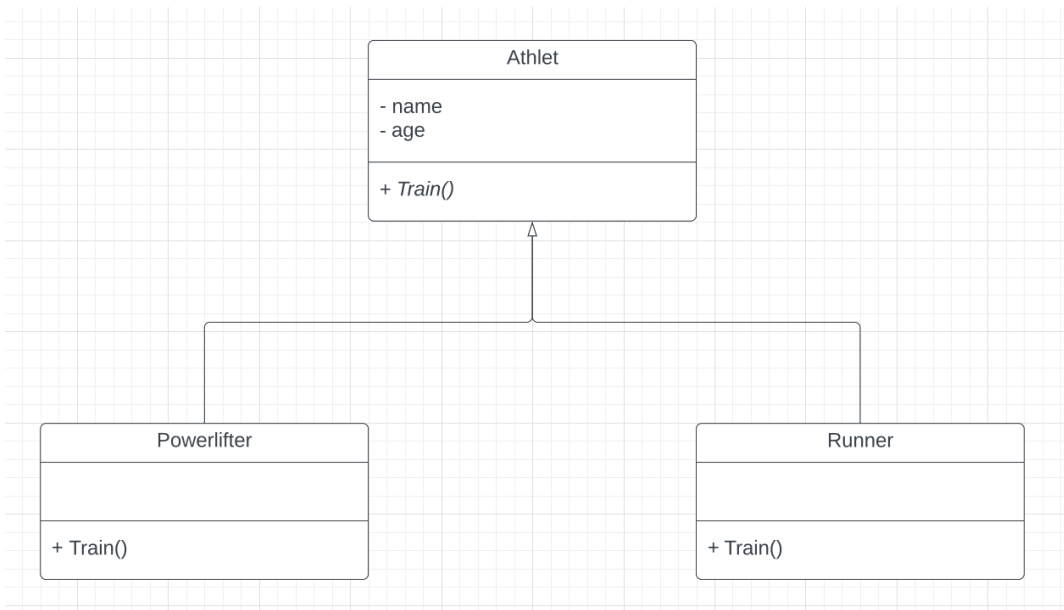 Athlet
- name
- age
+ Train()
Powerlifter
+ Train()
Runner
+ Train()